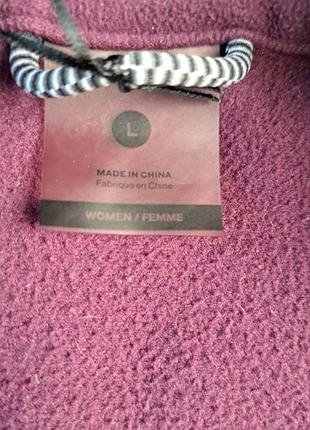 L
MADE IN CHINA
Fabriqué en Chine
WOMEN / FEMME